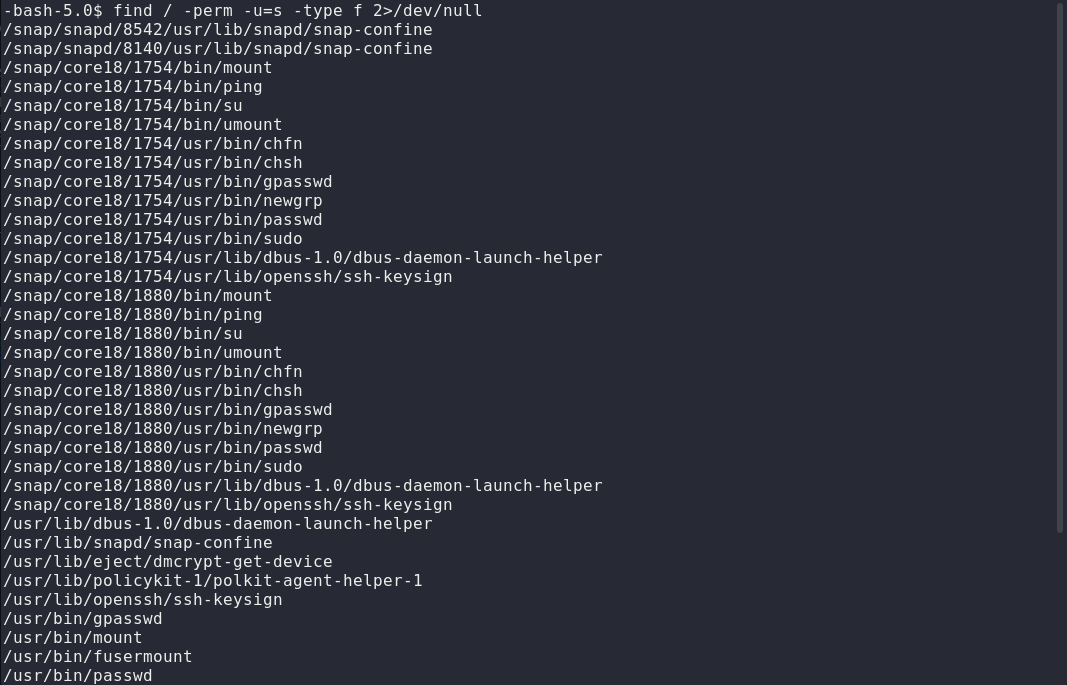 -bash-5.0$ find / -perm -u=s -type f 2>/dev/null
/snap/snapd/8542/usr/lib/snapd/snap-confine
/snap/snapd/8140/usr/lib/snapd/snap-confine
/snap/core18/1754/bin/mount
/snap/core18/1754/bin/ping
/snap/core18/1754/bin/su
/snap/core18/1754/bin/umount
/snap/core18/1754/usr/bin/chfn
/snap/core18/1754/usr/bin/chsh
/snap/core18/1754/usr/bin/gpasswd
/snap/core18/1754/usr/bin/newgrp
/snap/core18/1754/usr/bin/passwd
/snap/core18/1754/usr/bin/sudo
/snap/core18/1754/usr/lib/dbus-1.0/dbus-daemon-launch-helper
/snap/core18/1754/usr/lib/openssh/ssh-keysign
/snap/core18/1880/bin/mount
/snap/core18/1880/bin/ping
/snap/core18/1880/bin/su
/snap/core18/1880/bin/umount
/snap/core18/1880/usr/bin/chfn
/snap/core18/1880/usr/bin/chsh
/snap/core18/1880/usr/bin/gpasswd
/snap/core18/1880/usr/bin/newgrp
/snap/core18/1880/usr/bin/passwd
/snap/core18/1880/usr/bin/sudo
/snap/core18/1880/usr/lib/dbus-1.0/dbus-daemon-launch-helper
/snap/core18/1880/usr/lib/openssh/ssh-keysign
/usr/lib/dbus-1.0/dbus-daemon-launch-helper
/usr/lib/snapd/snap-confine
/usr/lib/eject/dmcrypt-get-device
/usr/lib/policykit-1/polkit-agent-helper-1
/usr/lib/openssh/ssh-keysign
/usr/bin/gpasswd
/usr/bin/mount
/usr/bin/fusermount
/usr/bin/passwd